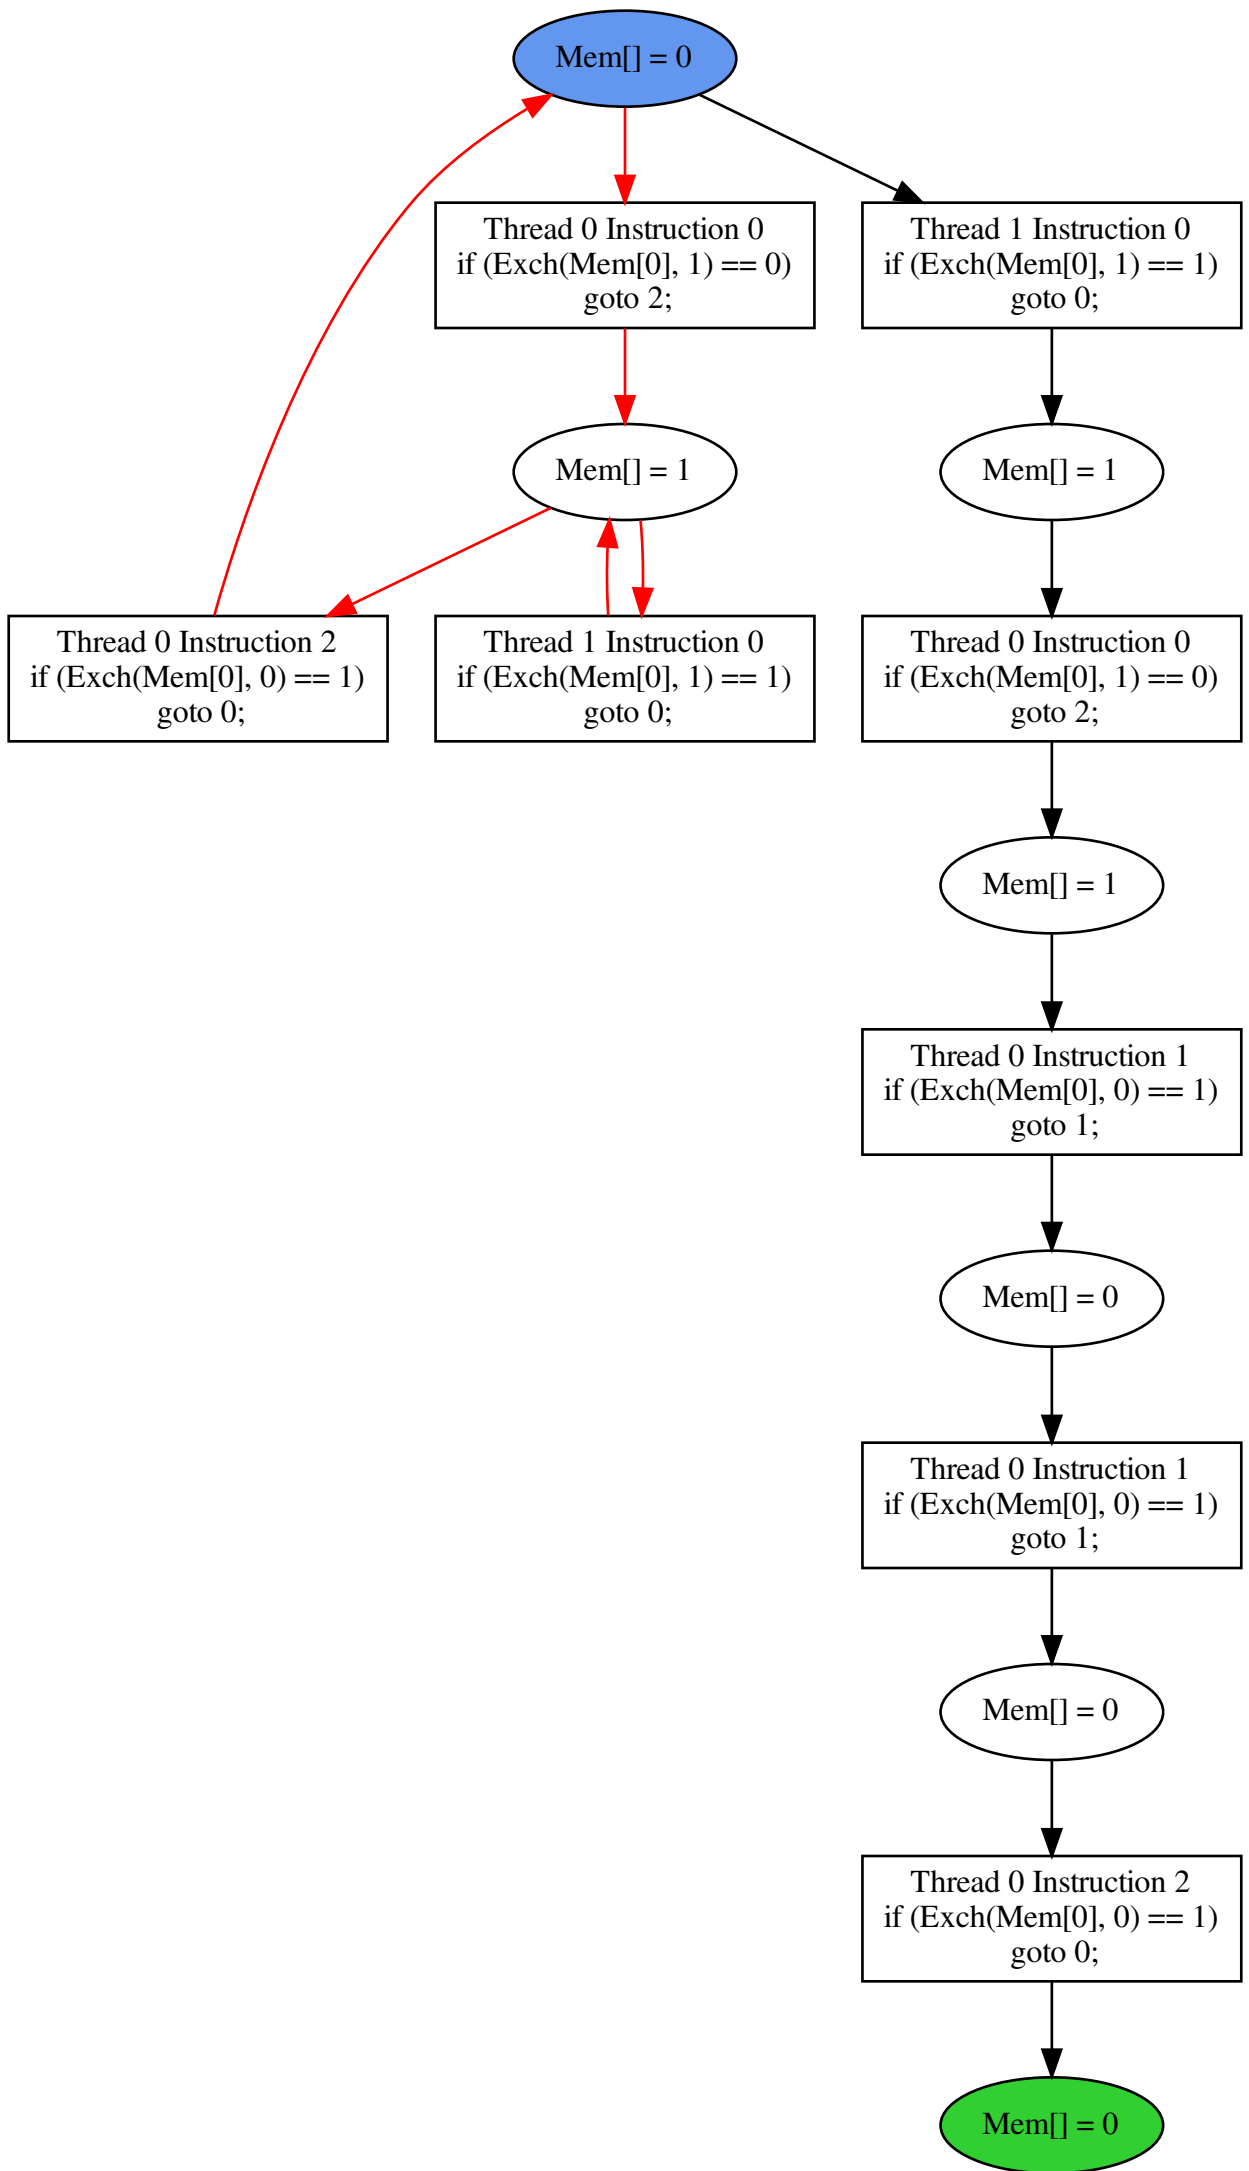 Mem[] = 0
Thread 0 Instruction 0
if (Exch(Mem[0], 1) == 0)
goto 2;
Thread 1 Instruction 0
if (Exch(Mem[0], 1) == 1)
goto 0;
Mem[] = 1
Mem[] = 1
Thread 0 Instruction 2
if (Exch(Mem[0], 0) == 1)
goto 0;
Thread 1 Instruction 0
if (Exch(Mem[0], 1) == 1)
goto 0;
Thread 0 Instruction 0
if (Exch(Mem[0], 1) == 0)
goto 2;
Mem[] = 1
Thread 0 Instruction 1
if (Exch(Mem[0], 0) == 1)
goto 1;
Mem[] = 0
Thread 0 Instruction 1
if (Exch(Mem[0], 0) == 1)
goto 1;
Mem[] = 0
Thread 0 Instruction 2
if (Exch(Mem[0], 0) == 1)
goto 0;
Mem[] = 0